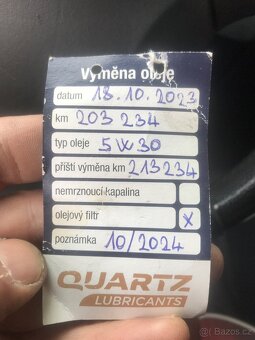 Výměna oleje
datum 18.10.2023
km 203 234
typ oleje 5W30
příští výměna km 213234
nemrznoucí kapalina
olejový filtr X
poznámka 10/2024
QUARTZ
LUBRICANTS
sbazos.cz